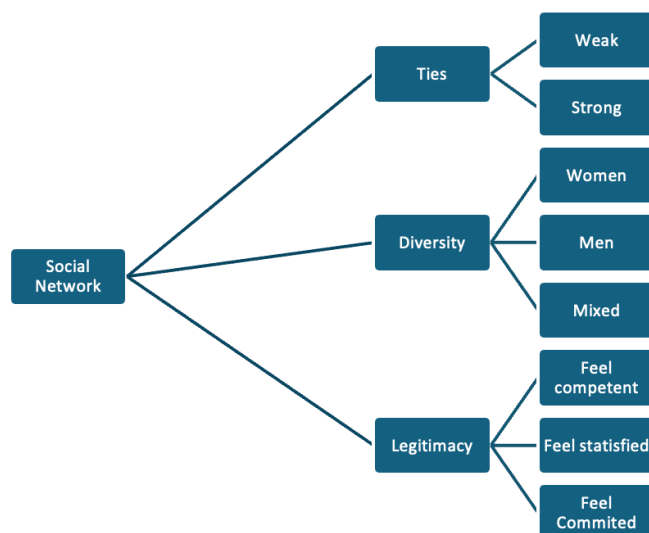 Social
Network
Ties
Weak
Strong
Diversity
Women
Men
Mixed
Legitimacy
Feel
competent
Feel statisfied
Feel
Commited